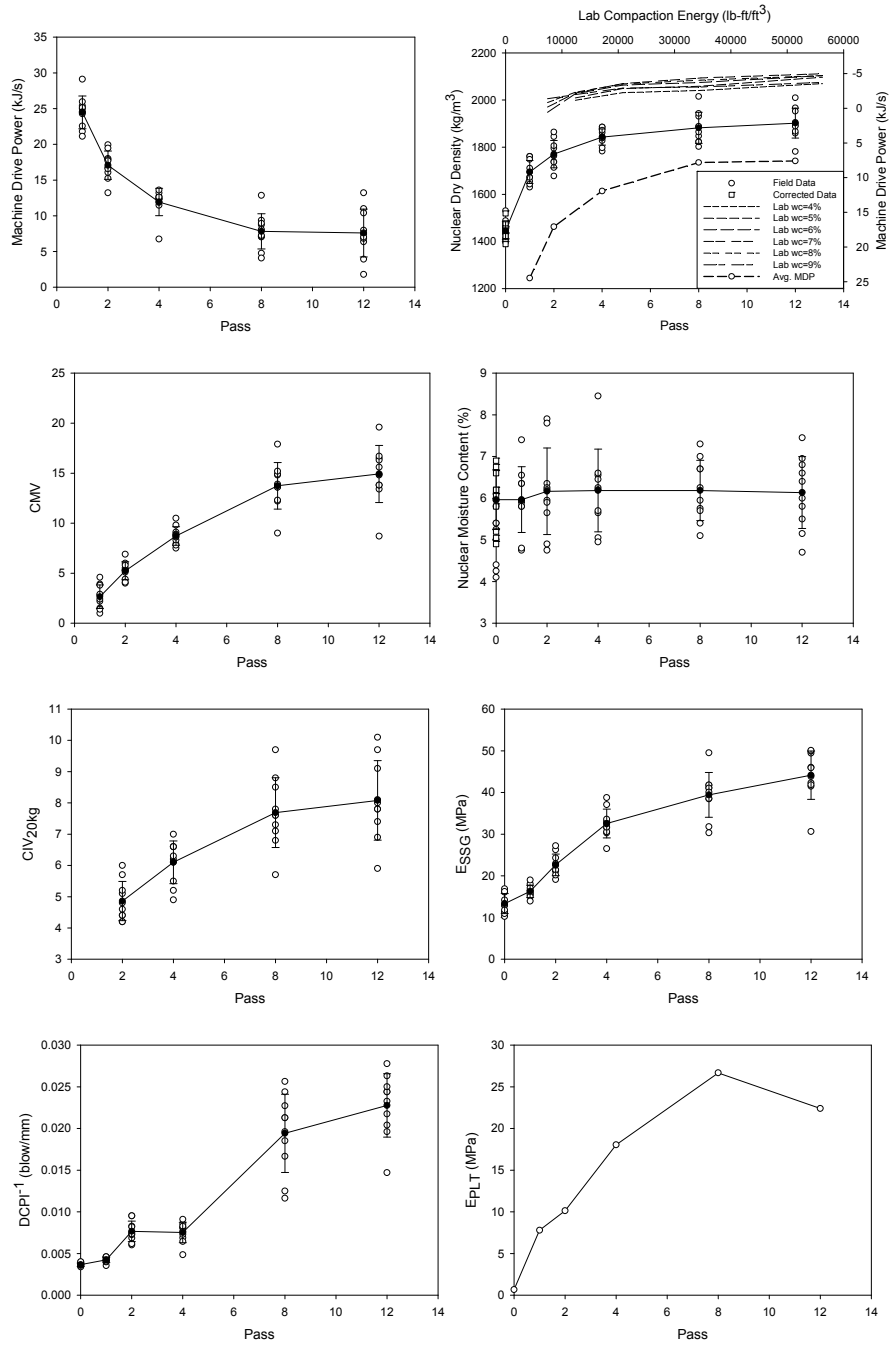 Machine Drive Power (kJ/s)
35
30
25
20
15
10
5
0
0 2 4 6 8 10 12 14
Pass
Lab Compaction Energy (lb-ft/ft3)
0 10000 20000 30000 40000 50000 60000
Nuclear Dry Density (kg/m3)
2200
2000
1800
1600
1400
1200
-5
0
5
10
15
20
25
Machine Drive Power (kJ/s)
Field Data
Corrected Data
Lab wc=4%
Lab wc=5%
Lab wc=6%
Lab wc=7%
Lab wc=8%
Lab wc=9%
Avg. MDP
0 2 4 6 8 10 12 14
Pass
CMV
25
20
15
10
5
0
0 2 4 6 8 10 12 14
Pass
Nuclear Moisture Content (%)
9
8
7
6
5
4
3
0 2 4 6 8 10 12 14
Pass
CIV20kg
11
10
9
8
7
6
5
4
3
0 2 4 6 8 10 12 14
Pass
ESSG (MPa)
60
50
40
30
20
10
0
0 2 4 6 8 10 12 14
Pass
DCPI-1 (blow/mm)
0.030
0.025
0.020
0.015
0.010
0.005
0.000
0 2 4 6 8 10 12 14
Pass
EPLT (MPa)
30
25
20
15
10
5
0
0 2 4 6 8 10 12 14
Pass